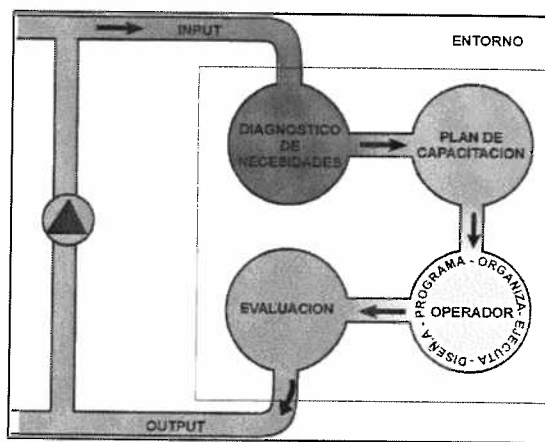 INPUT
ENTORNO
DIAGNOSTICO
DE
NECESIDADES
PLAN DE
CAPACITACION
PROGRAMA - ORGANIZA - EJECUTA - DISEÑA -
OPERADOR
EVALUACION
OUTPUT